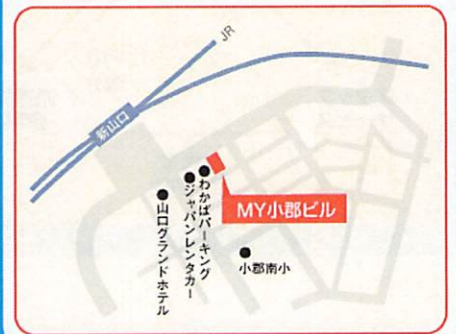 JR
新山口
MY小郡ビル
わかばパーキング
ジャパンレンタカー
山口グランドホテル
小郡南小